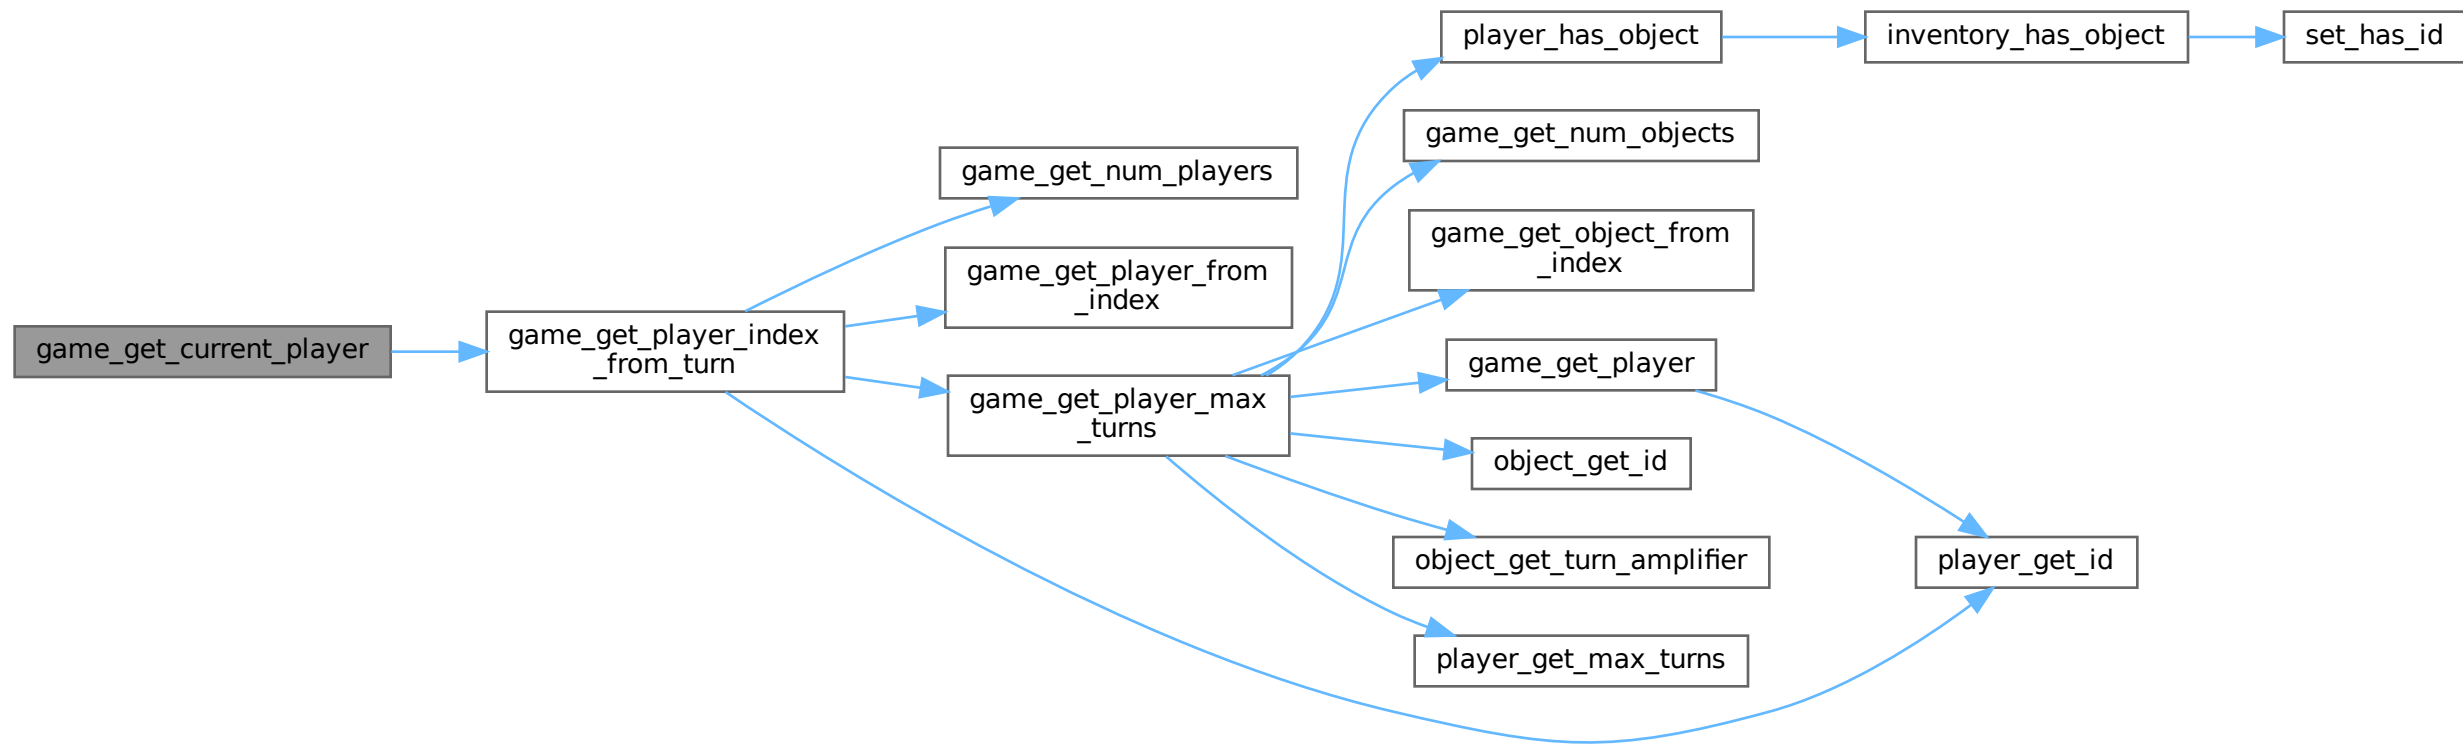 game_get_current_player
game_get_player_index
_from_turn
game_get_num_players
game_get_player_from
_index
game_get_player_max
_turns
player_has_object
game_get_num_objects
game_get_object_from
_index
game_get_player
object_get_id
object_get_turn_amplifier
player_get_max_turns
inventory_has_object
player_get_id
set_has_id